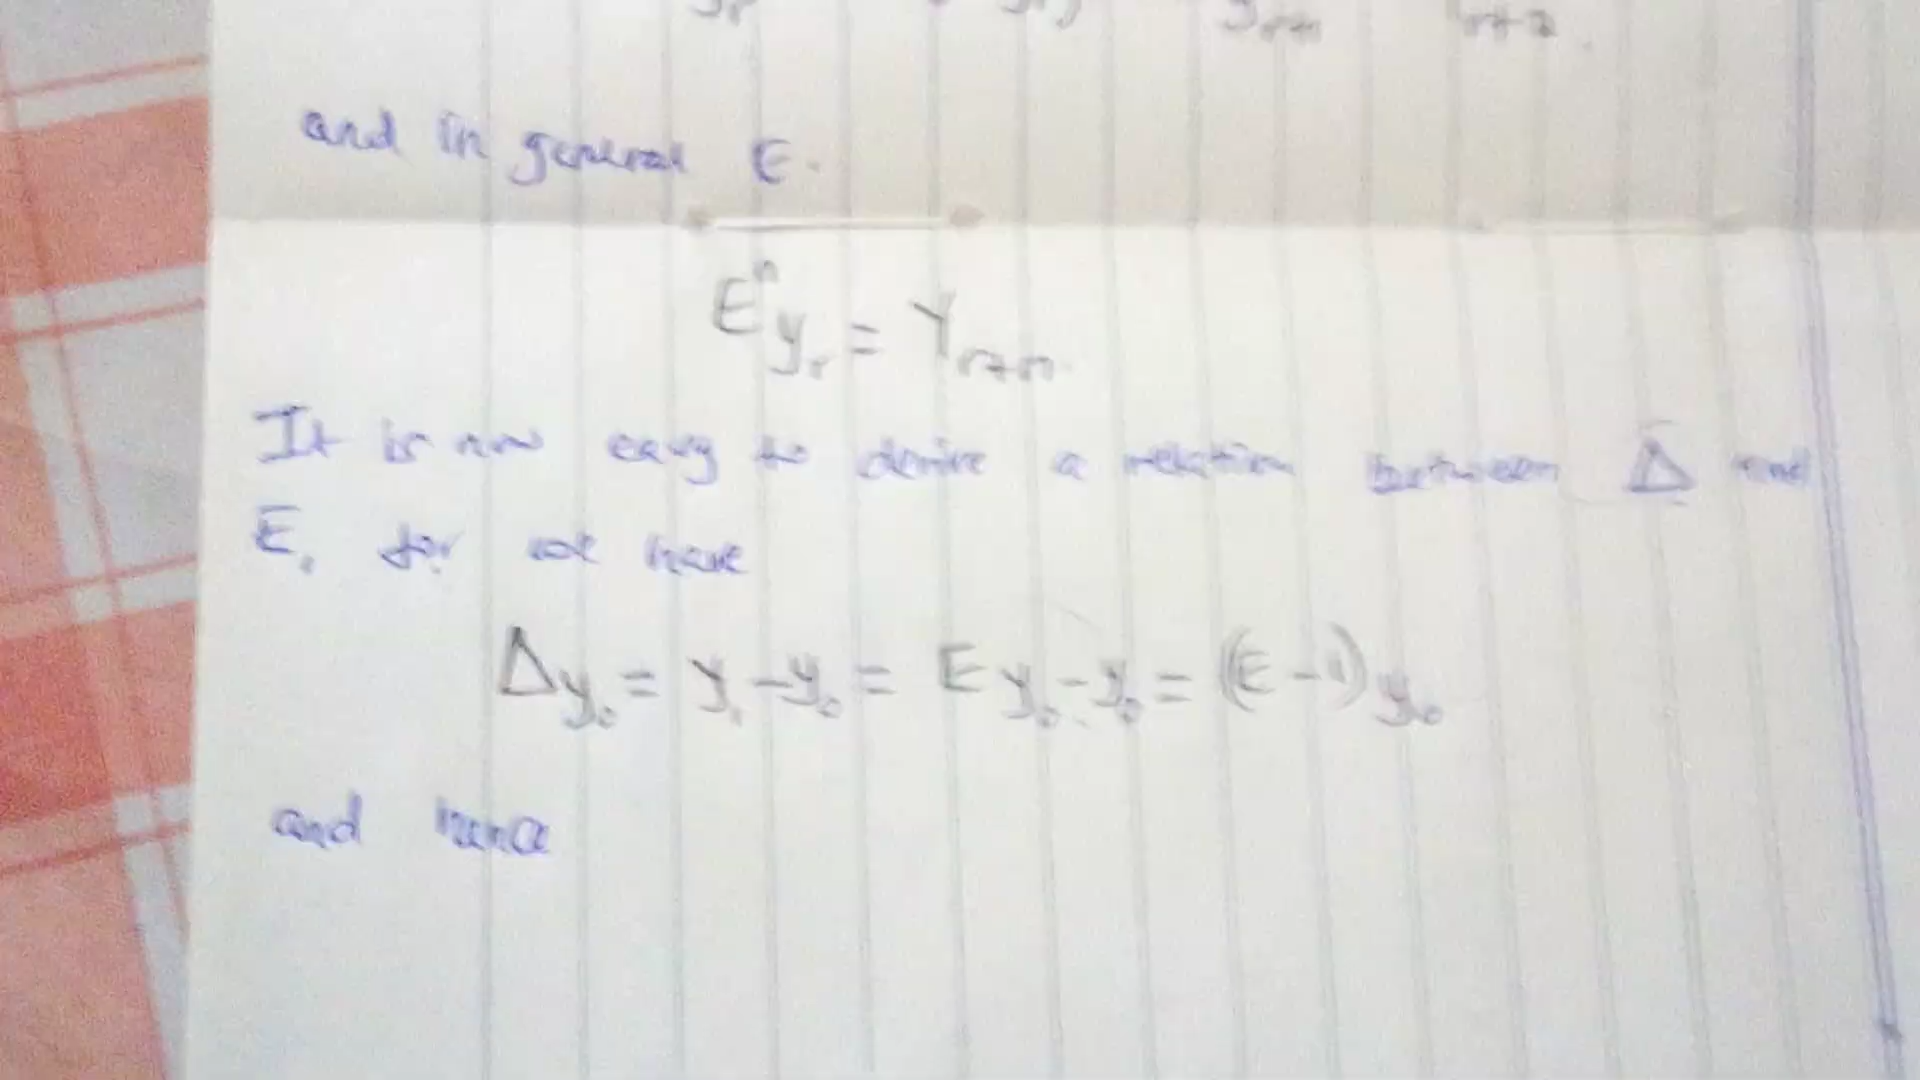 and in general E.
Eⁿyᵣ = Yᵣ₊ₙ.
It is now easy to derive a relation between Δ and
E, for we have
Δy₀ = y₁ - y₀ = Ey₀ - y₀ = (E - 1)y₀
and hence